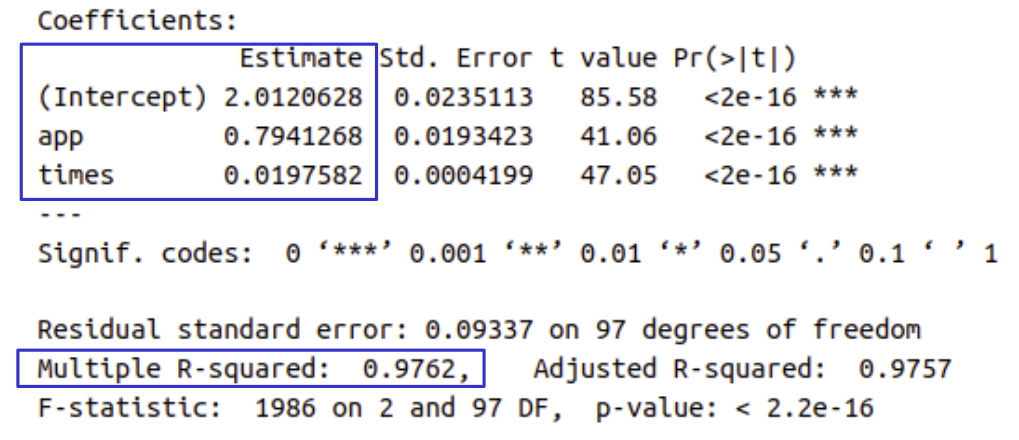 Coefficients:
Estimate Std. Error t value Pr(>|t|)
(Intercept) 2.0120628 0.0235113 85.58 <2e-16 ***
app 0.7941268 0.0193423 41.06 <2e-16 ***
times 0.0197582 0.0004199 47.05 <2e-16 ***
---
Signif. codes: 0 ‘***’ 0.001 ‘**’ 0.01 ‘*’ 0.05 ‘.’ 0.1 ‘ ’ 1
Residual standard error: 0.09337 on 97 degrees of freedom
Multiple R-squared: 0.9762, Adjusted R-squared: 0.9757
F-statistic: 1986 on 2 and 97 DF, p-value: < 2.2e-16